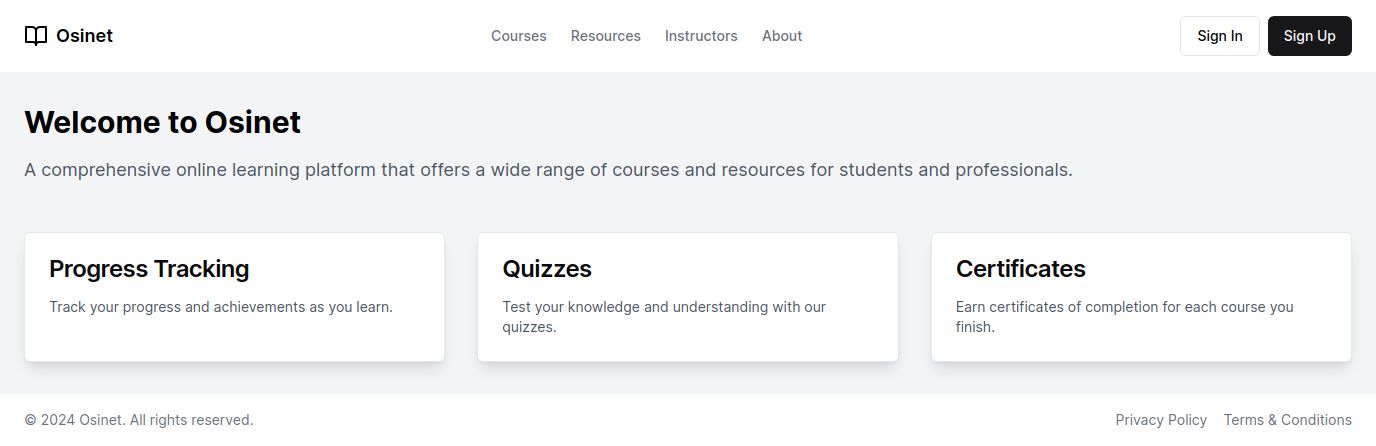 Osinet
Courses Resources Instructors About
Sign In Sign Up
Welcome to Osinet
A comprehensive online learning platform that offers a wide range of courses and resources for students and professionals.
Progress Tracking
Track your progress and achievements as you learn.
Quizzes
Test your knowledge and understanding with our
quizzes.
Certificates
Earn certificates of completion for each course you
finish.
© 2024 Osinet. All rights reserved.
Privacy Policy Terms & Conditions